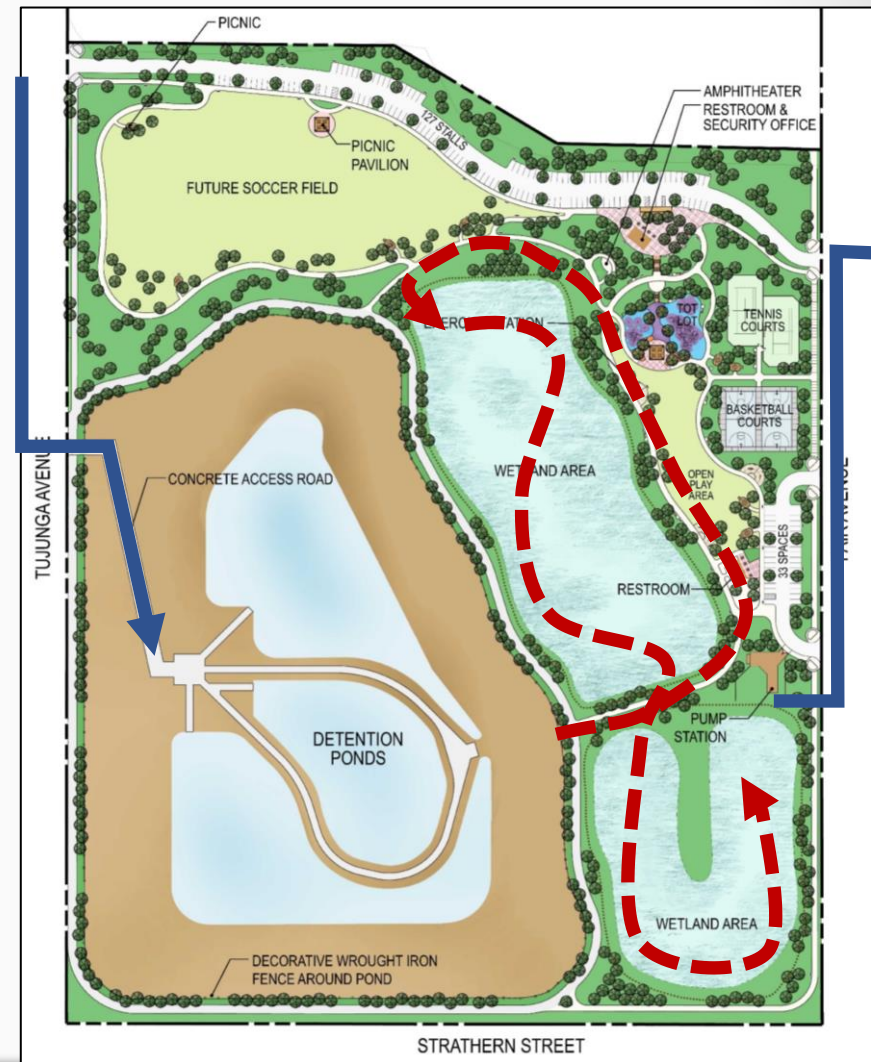 PICNIC
AMPHITHEATER
RESTROOM &
SECURITY OFFICE
127 STALLS
PICNIC
PAVILION
FUTURE SOCCER FIELD
TOT
LOT
TENNIS
COURTS
BASKETBALL
COURTS
WETLAND AREA
OPEN
PLAY
AREA
CONCRETE ACCESS ROAD
TUJUNGA AVENUE
33 SPACES
RESTROOM
PUMP
STATION
DETENTION
PONDS
WETLAND AREA
DECORATIVE WROUGHT IRON
FENCE AROUND POND
STRATHERN STREET